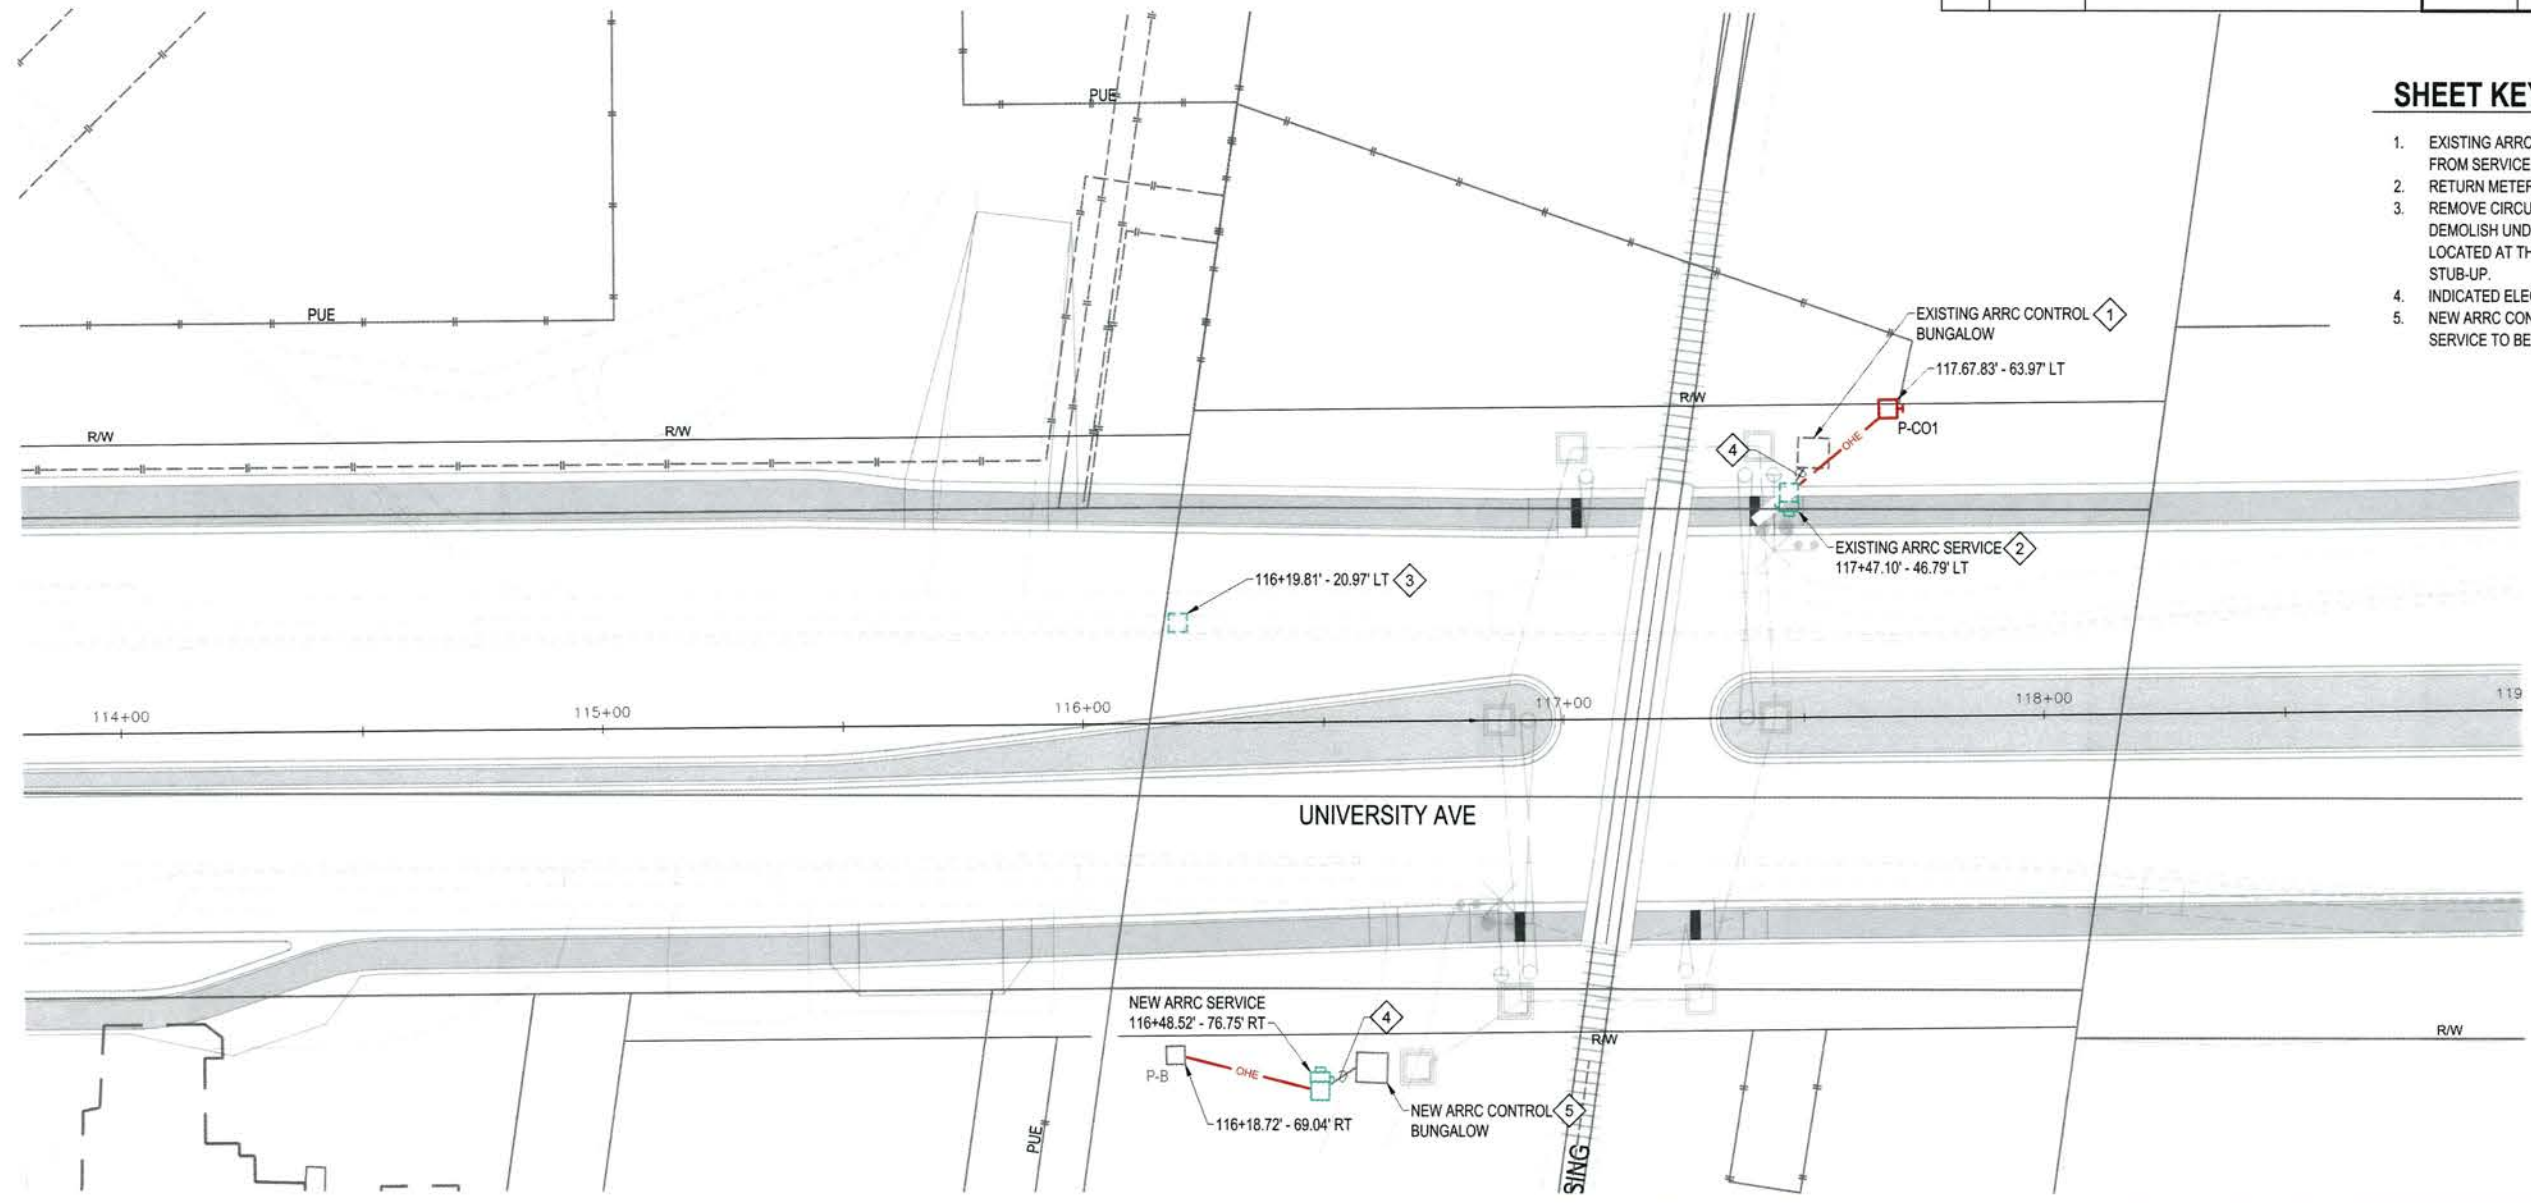 PUE
SHEET KEY
1. EXISTING ARRC
FROM SERVICE
2. RETURN METER
3. REMOVE CIRCU
DEMOLISH UND
LOCATED AT TH
STUB-UP.
4. INDICATED ELE
5. NEW ARRC CON
SERVICE TO BE
PUE
EXISTING ARRC CONTROL 1
BUNGALOW
117.67.83' - 63.97' LT
R/W
R/W
R/W
P-CO1
OHE
4
EXISTING ARRC SERVICE 2
117+47.10' - 46.79' LT
116+19.81' - 20.97' LT 3
114+00
115+00
116+00
117+00
118+00
119
UNIVERSITY AVE
NEW ARRC SERVICE
116+48.52' - 76.75' RT
4
R/W
R/W
P-B
OHE
116+18.72' - 69.04' RT
NEW ARRC CONTROL 5
BUNGALOW
PUE
SING